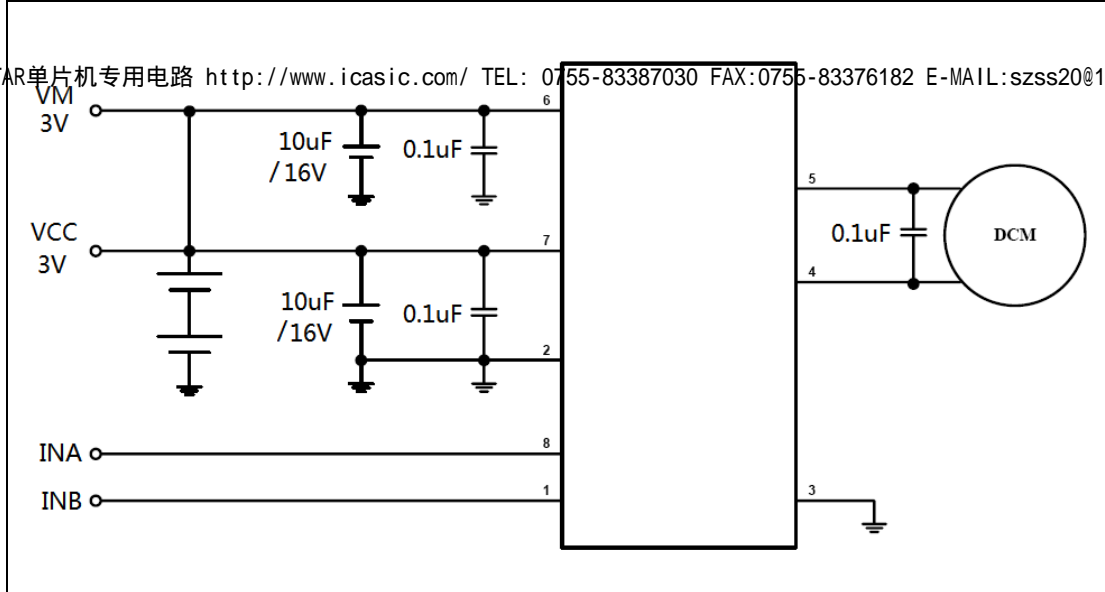 AR单片机专用电路 http://www.icasic.com/ TEL: 0755-83387030 FAX:0755-83376182 E-MAIL:szss20@1
VM
3V
6
10uF
/16V
0.1uF
5
VCC
3V
7
0.1uF
DCM
4
10uF
/16V
0.1uF
2
INA
8
INB
1
3